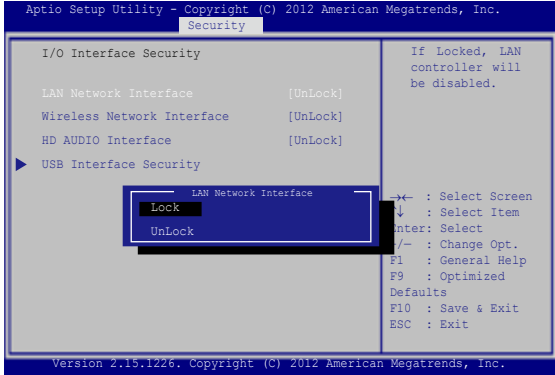 Aptio Setup Utility - Copyright (C) 2012 American Megatrends, Inc.
Security
I/O Interface Security
LAN Network Interface [UnLock]
Wireless Network Interface [UnLock]
HD AUDIO Interface [UnLock]
USB Interface Security
LAN Network Interface
Lock
UnLock
If Locked, LAN
controller will
be disabled.
→← : Select Screen
↑↓ : Select Item
Enter: Select
+/— : Change Opt.
F1 : General Help
F9 : Optimized
Defaults
F10 : Save & Exit
ESC : Exit
Version 2.15.1226. Copyright (C) 2012 American Megatrends, Inc.